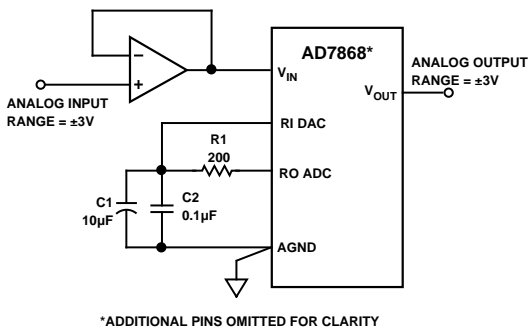 AD7868*
ANALOG OUTPUT
RANGE = ±3V
VIN
VOUT
−
+
ANALOG INPUT
RANGE = ±3V
RI DAC
R1
200
RO ADC
C1
10µF
C2
0.1µF
AGND
*ADDITIONAL PINS OMITTED FOR CLARITY